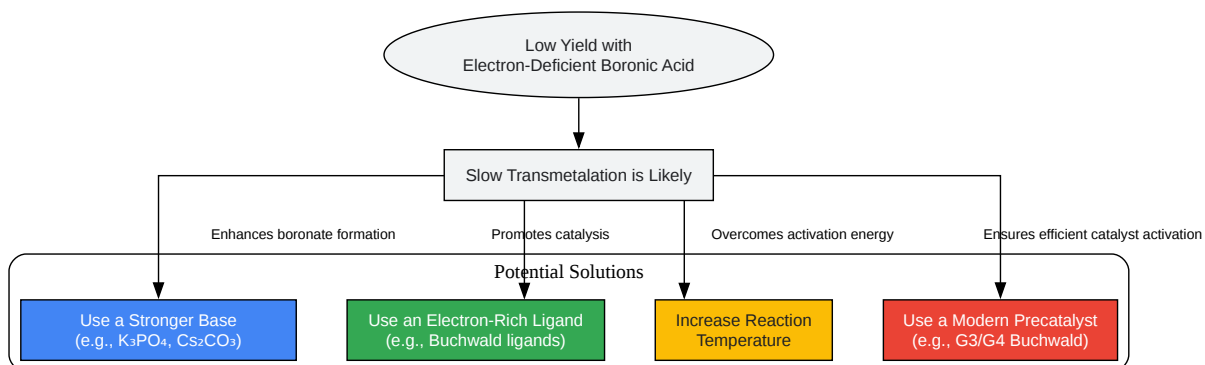 Low Yield with
Electron-Deficient Boronic Acid
Slow Transmetalation is Likely
Enhances boronate formation
Promotes catalysis
Overcomes activation energy
Ensures efficient catalyst activation
Potential Solutions
Use a Stronger Base
(e.g., K₃PO₄, Cs₂CO₃)
Use an Electron-Rich Ligand
(e.g., Buchwald ligands)
Increase Reaction
Temperature
Use a Modern Precatalyst
(e.g., G3/G4 Buchwald)